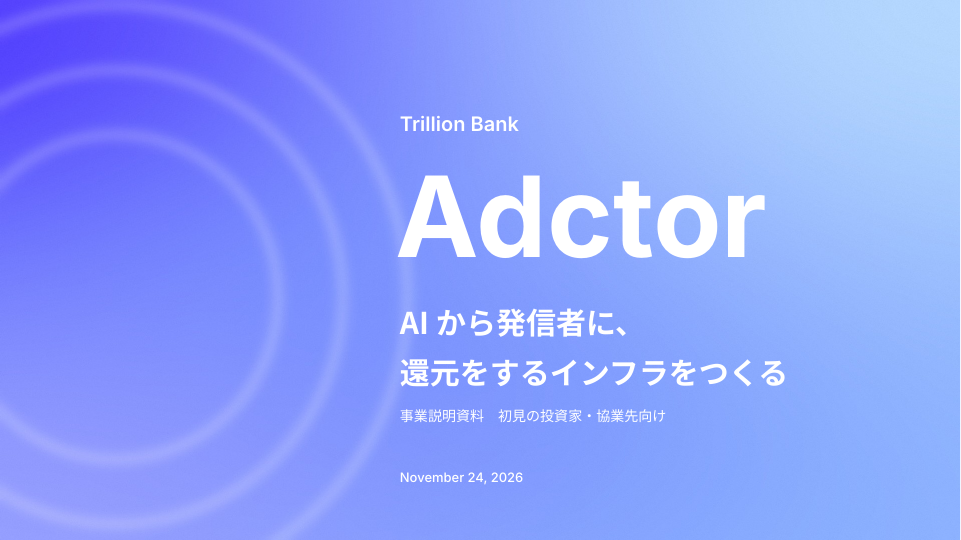 Trillion Bank
Adctor
AI から発信者に、
還元をするインフラをつくる
事業説明資料　初見の投資家・協業先向け
November 24, 2026